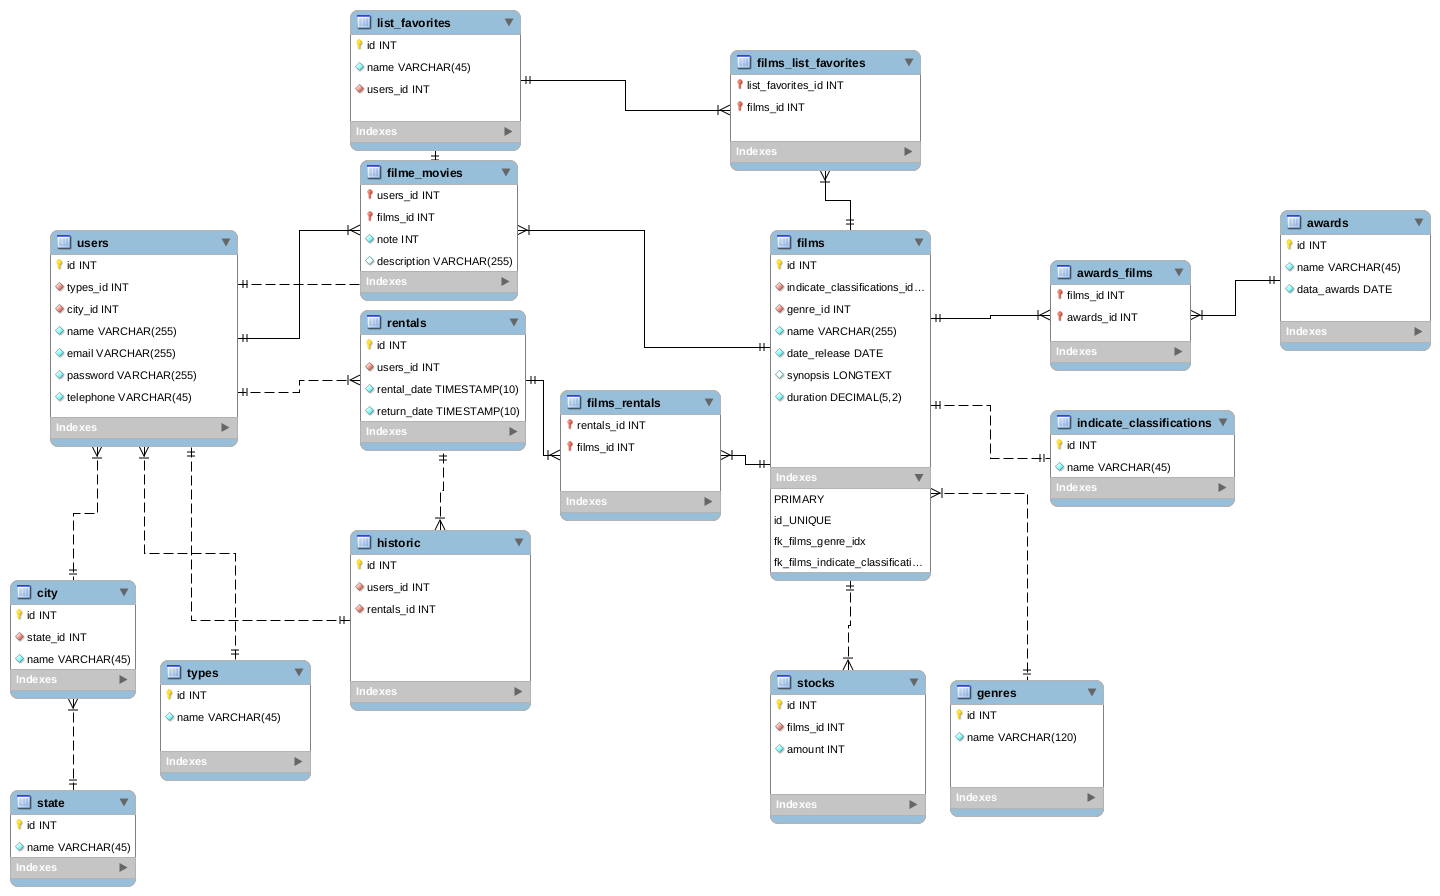 list_favorites
id INT
name VARCHAR(45)
users_id INT
Indexes
films_list_favorites
list_favorites_id INT
films_id INT
Indexes
filme_movies
users_id INT
films_id INT
note INT
description VARCHAR(255)
Indexes
users
id INT
types_id INT
city_id INT
name VARCHAR(255)
email VARCHAR(255)
password VARCHAR(255)
telephone VARCHAR(45)
Indexes
rentals
id INT
users_id INT
rental_date TIMESTAMP(10)
return_date TIMESTAMP(10)
Indexes
films_rentals
rentals_id INT
films_id INT
Indexes
films
id INT
indicate_classifications_id...
genre_id INT
name VARCHAR(255)
date_release DATE
synopsis LONGTEXT
duration DECIMAL(5,2)
Indexes
PRIMARY
id_UNIQUE
fk_films_genre_idx
fk_films_indicate_classificati...
awards_films
films_id INT
awards_id INT
Indexes
awards
id INT
name VARCHAR(45)
data_awards DATE
Indexes
indicate_classifications
id INT
name VARCHAR(45)
Indexes
historic
id INT
users_id INT
rentals_id INT
Indexes
city
id INT
state_id INT
name VARCHAR(45)
Indexes
types
id INT
name VARCHAR(45)
Indexes
stocks
id INT
films_id INT
amount INT
Indexes
genres
id INT
name VARCHAR(120)
Indexes
state
id INT
name VARCHAR(45)
Indexes